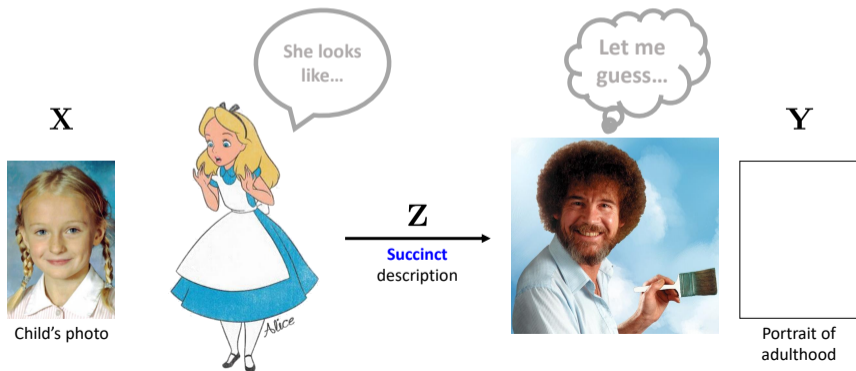 She looks
like...
Let me
guess...
X
Y
Z
Succinct
description
Alice
Child's photo
Portrait of
adulthood